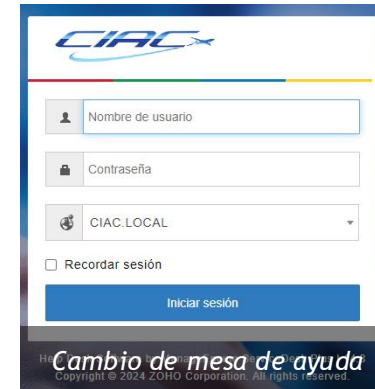 CIAC
Nombre de usuario
Contraseña
CIAC.LOCAL
Recordar sesión
Iniciar sesión
Cambio de mesa de ayuda
Copyright © 2024 ZOHO Corporation. All rights reserved.